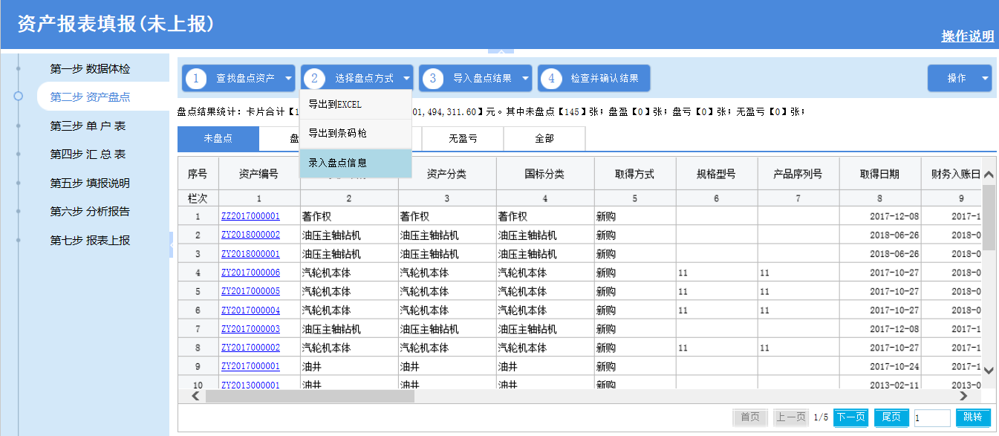 资产报表填报(未上报)
操作说明
第一步 数据体检
第二步 资产盘点
第三步 单 户 表
第四步 汇 总 表
第五步 填报说明
第六步 分析报告
第七步 报表上报
1 查找盘点资产 2 选择盘点方式 3 导入盘点结果 4 检查并确认结果 操作
导出到EXCEL
导出到条码枪
录入盘点信息
盘点结果统计：卡片合计【1 01,494,311.60】元。其中未盘点【145】张；盘盈【0】张；盘亏【0】张；无盈亏【0】张；
未盘点 盘 无盈亏 全部
序号 资产编号 资产分类 国标分类 取得方式 规格型号 产品序列号 取得日期 财务入账日
栏次 1 2 3 4 5 6 7 8 9
1 ZZ2017000001 著作权 著作权 著作权 新购 2017-12-08 2017-1
2 ZY2018000002 油压主轴钻机 油压主轴钻机 油压主轴钻机 新购 2018-06-26 2018-0
3 ZY2018000001 油压主轴钻机 油压主轴钻机 油压主轴钻机 新购 2018-06-26 2018-0
4 ZY2017000006 汽轮机本体 汽轮机本体 汽轮机本体 新购 11 11 2017-10-27 2018-0
5 ZY2017000005 汽轮机本体 汽轮机本体 汽轮机本体 新购 11 11 2017-10-27 2018-0
6 ZY2017000004 汽轮机本体 汽轮机本体 汽轮机本体 新购 11 11 2017-10-27 2018-0
7 ZY2017000003 油压主轴钻机 油压主轴钻机 油压主轴钻机 新购 2017-12-08 2017-1
8 ZY2017000002 汽轮机本体 汽轮机本体 汽轮机本体 新购 11 11 2017-10-27 2017-1
9 ZY2017000001 油井 油井 油井 新购 2017-10-24 2017-1
10 ZY2013000001 油井 油井 油井 新购 2013-02-11 2013-0
首页 上一页 1/5 下一页 尾页 1 跳转